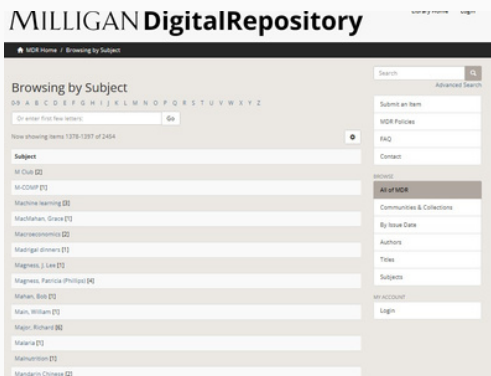 MILLIGAN DigitalRepository
Library Home Login
MDR Home / Browsing by Subject
Browsing by Subject
0-9 A B C D E F G H I J K L M N O P Q R S T U V W X Y Z
Or enter first few letters:
Go
Now showing items 1378-1397 of 2404
Subject
M Club [2]
M-COMP [1]
Machine learning [3]
MacMahan, Grace [1]
Macroeconomics [2]
Madrigal dinners [1]
Magness, J. Lee [1]
Magness, Patricia (Phillips) [4]
Mahan, Bob [1]
Main, William [1]
Major, Richard [6]
Malaria [1]
Malnutrition [1]
Mandarin Chinese [2]
Search
Advanced Search
Submit an Item
MDR Policies
FAQ
Contact
BROWSE
All of MDR
Communities & Collections
By Issue Date
Authors
Titles
Subjects
MY ACCOUNT
Login